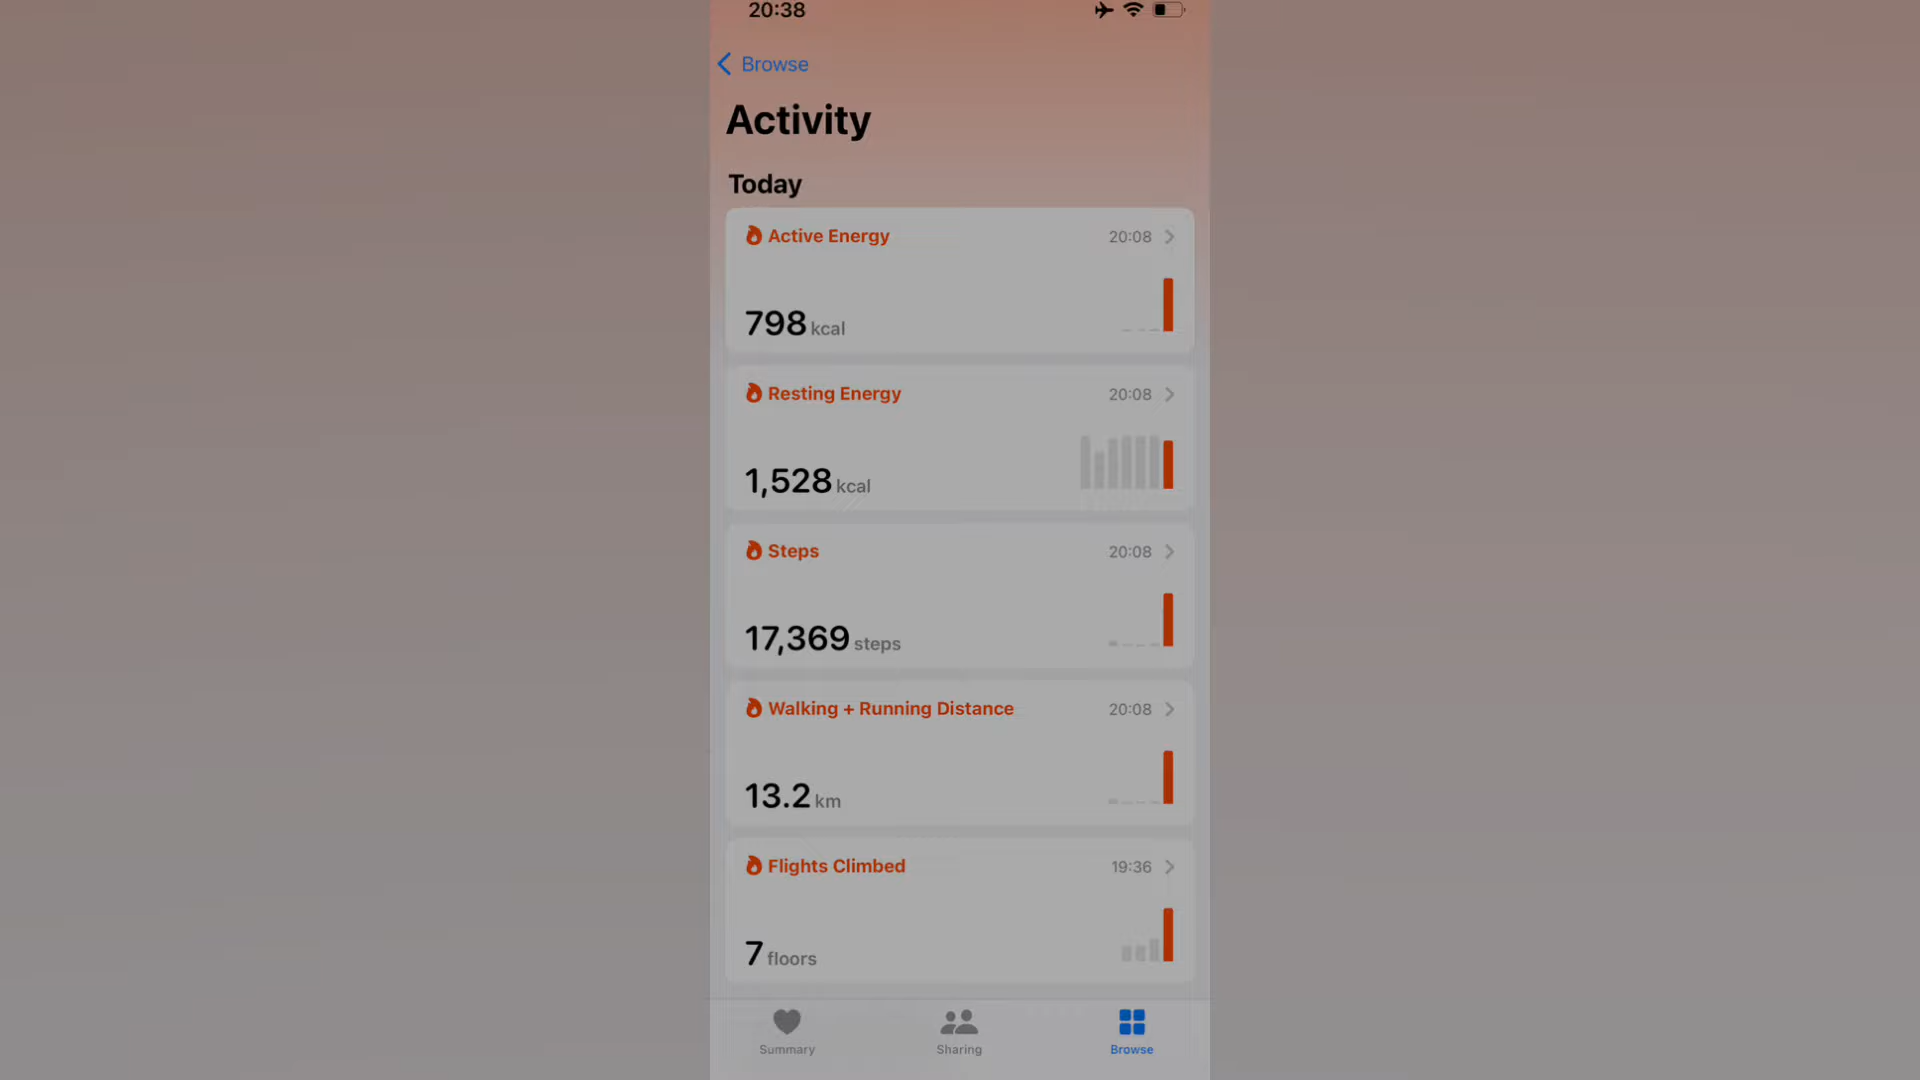 20:38
Browse
Activity
Today
Active Energy 20:08
798 kcal
Resting Energy 20:08
1,528 kcal
Steps 20:08
17,369 steps
Walking + Running Distance 20:08
13.2 km
Flights Climbed 19:36
7 floors
Summary Sharing Browse